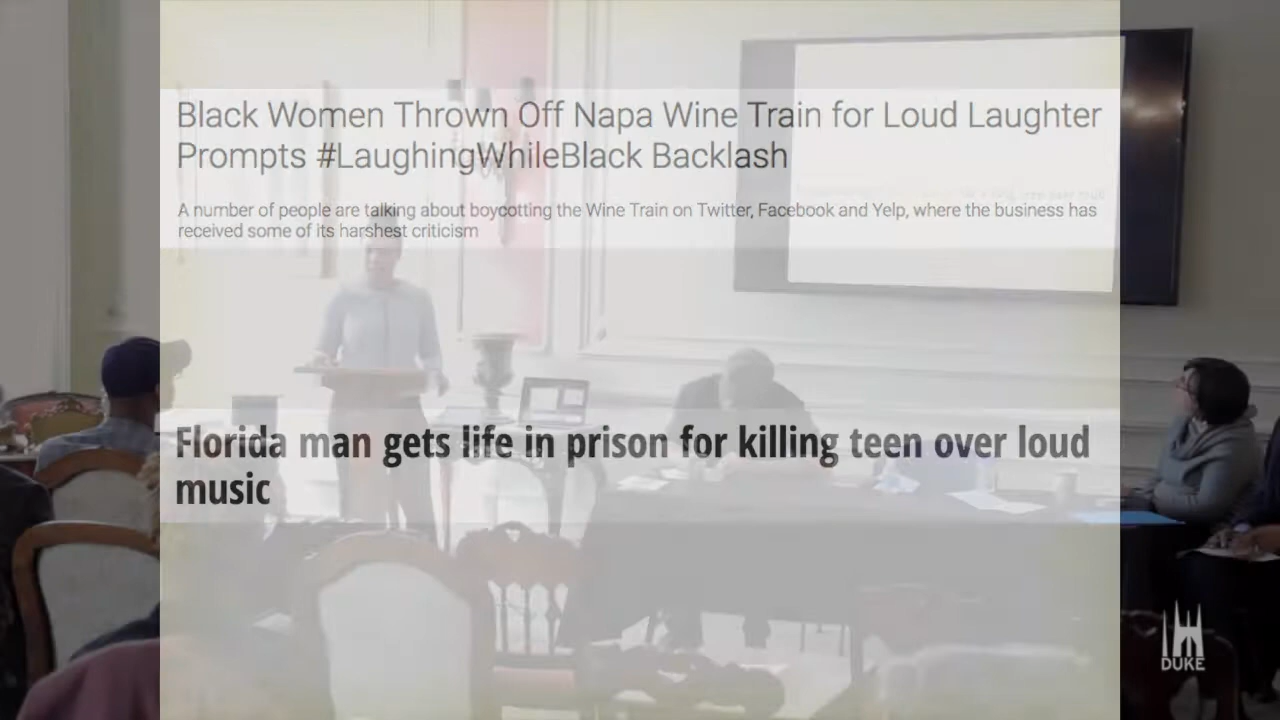 Black Women Thrown Off Napa Wine Train for Loud Laughter
Prompts #LaughingWhileBlack Backlash
A number of people are talking about boycotting the Wine Train on Twitter, Facebook and Yelp, where the business has
received some of its harshest criticism
Florida man gets life in prison for killing teen over loud
music
DUKE